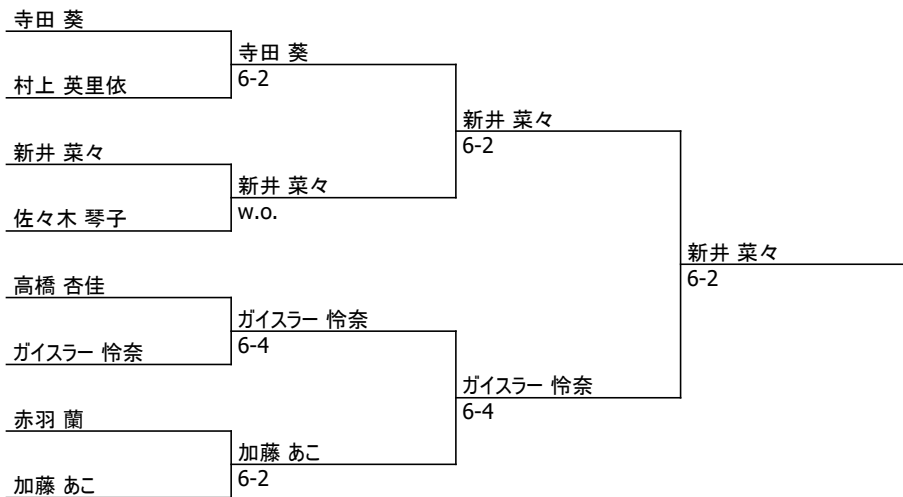 寺田 葵
寺田 葵
6-2
村上 英里依
新井 菜々
6-2
新井 菜々
新井 菜々
w.o.
佐々木 琴子
新井 菜々
6-2
高橋 杏佳
ガイスラー 怜奈
6-4
ガイスラー 怜奈
ガイスラー 怜奈
6-4
赤羽 蘭
加藤 あこ
6-2
加藤 あこ